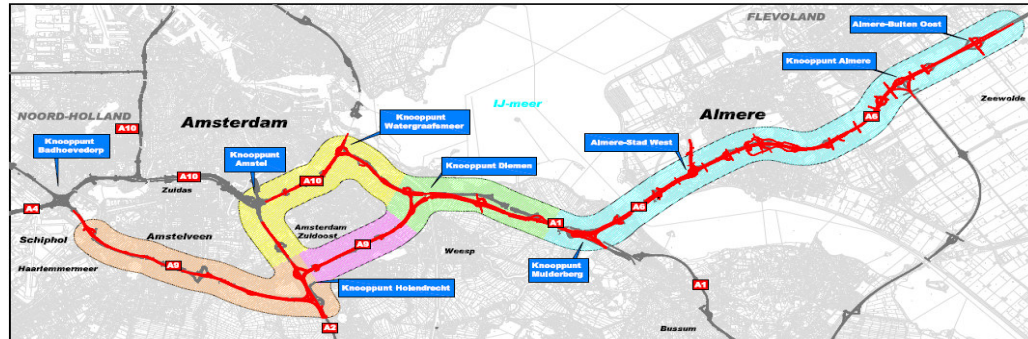 FLEVOLAND
Almere-Buiten Oost
Knooppunt Almere
Zeewolde
NOORD-HOLLAND
A10
Amsterdam
Knooppunt
Watergraafsmeer
IJ-meer
Almere
A6
Knooppunt
Badhoevedorp
Knooppunt
Amstel
Knooppunt Diemen
Almere-Stad West
A10
A10
Zuidas
A4
A6
Schiphol
Amstelveen
Amsterdam
Zuidoost
A1
A9
Weesp
Haarlemmermeer
A9
Knooppunt
Muiderberg
Knooppunt Holendrecht
A1
A2
Bussum